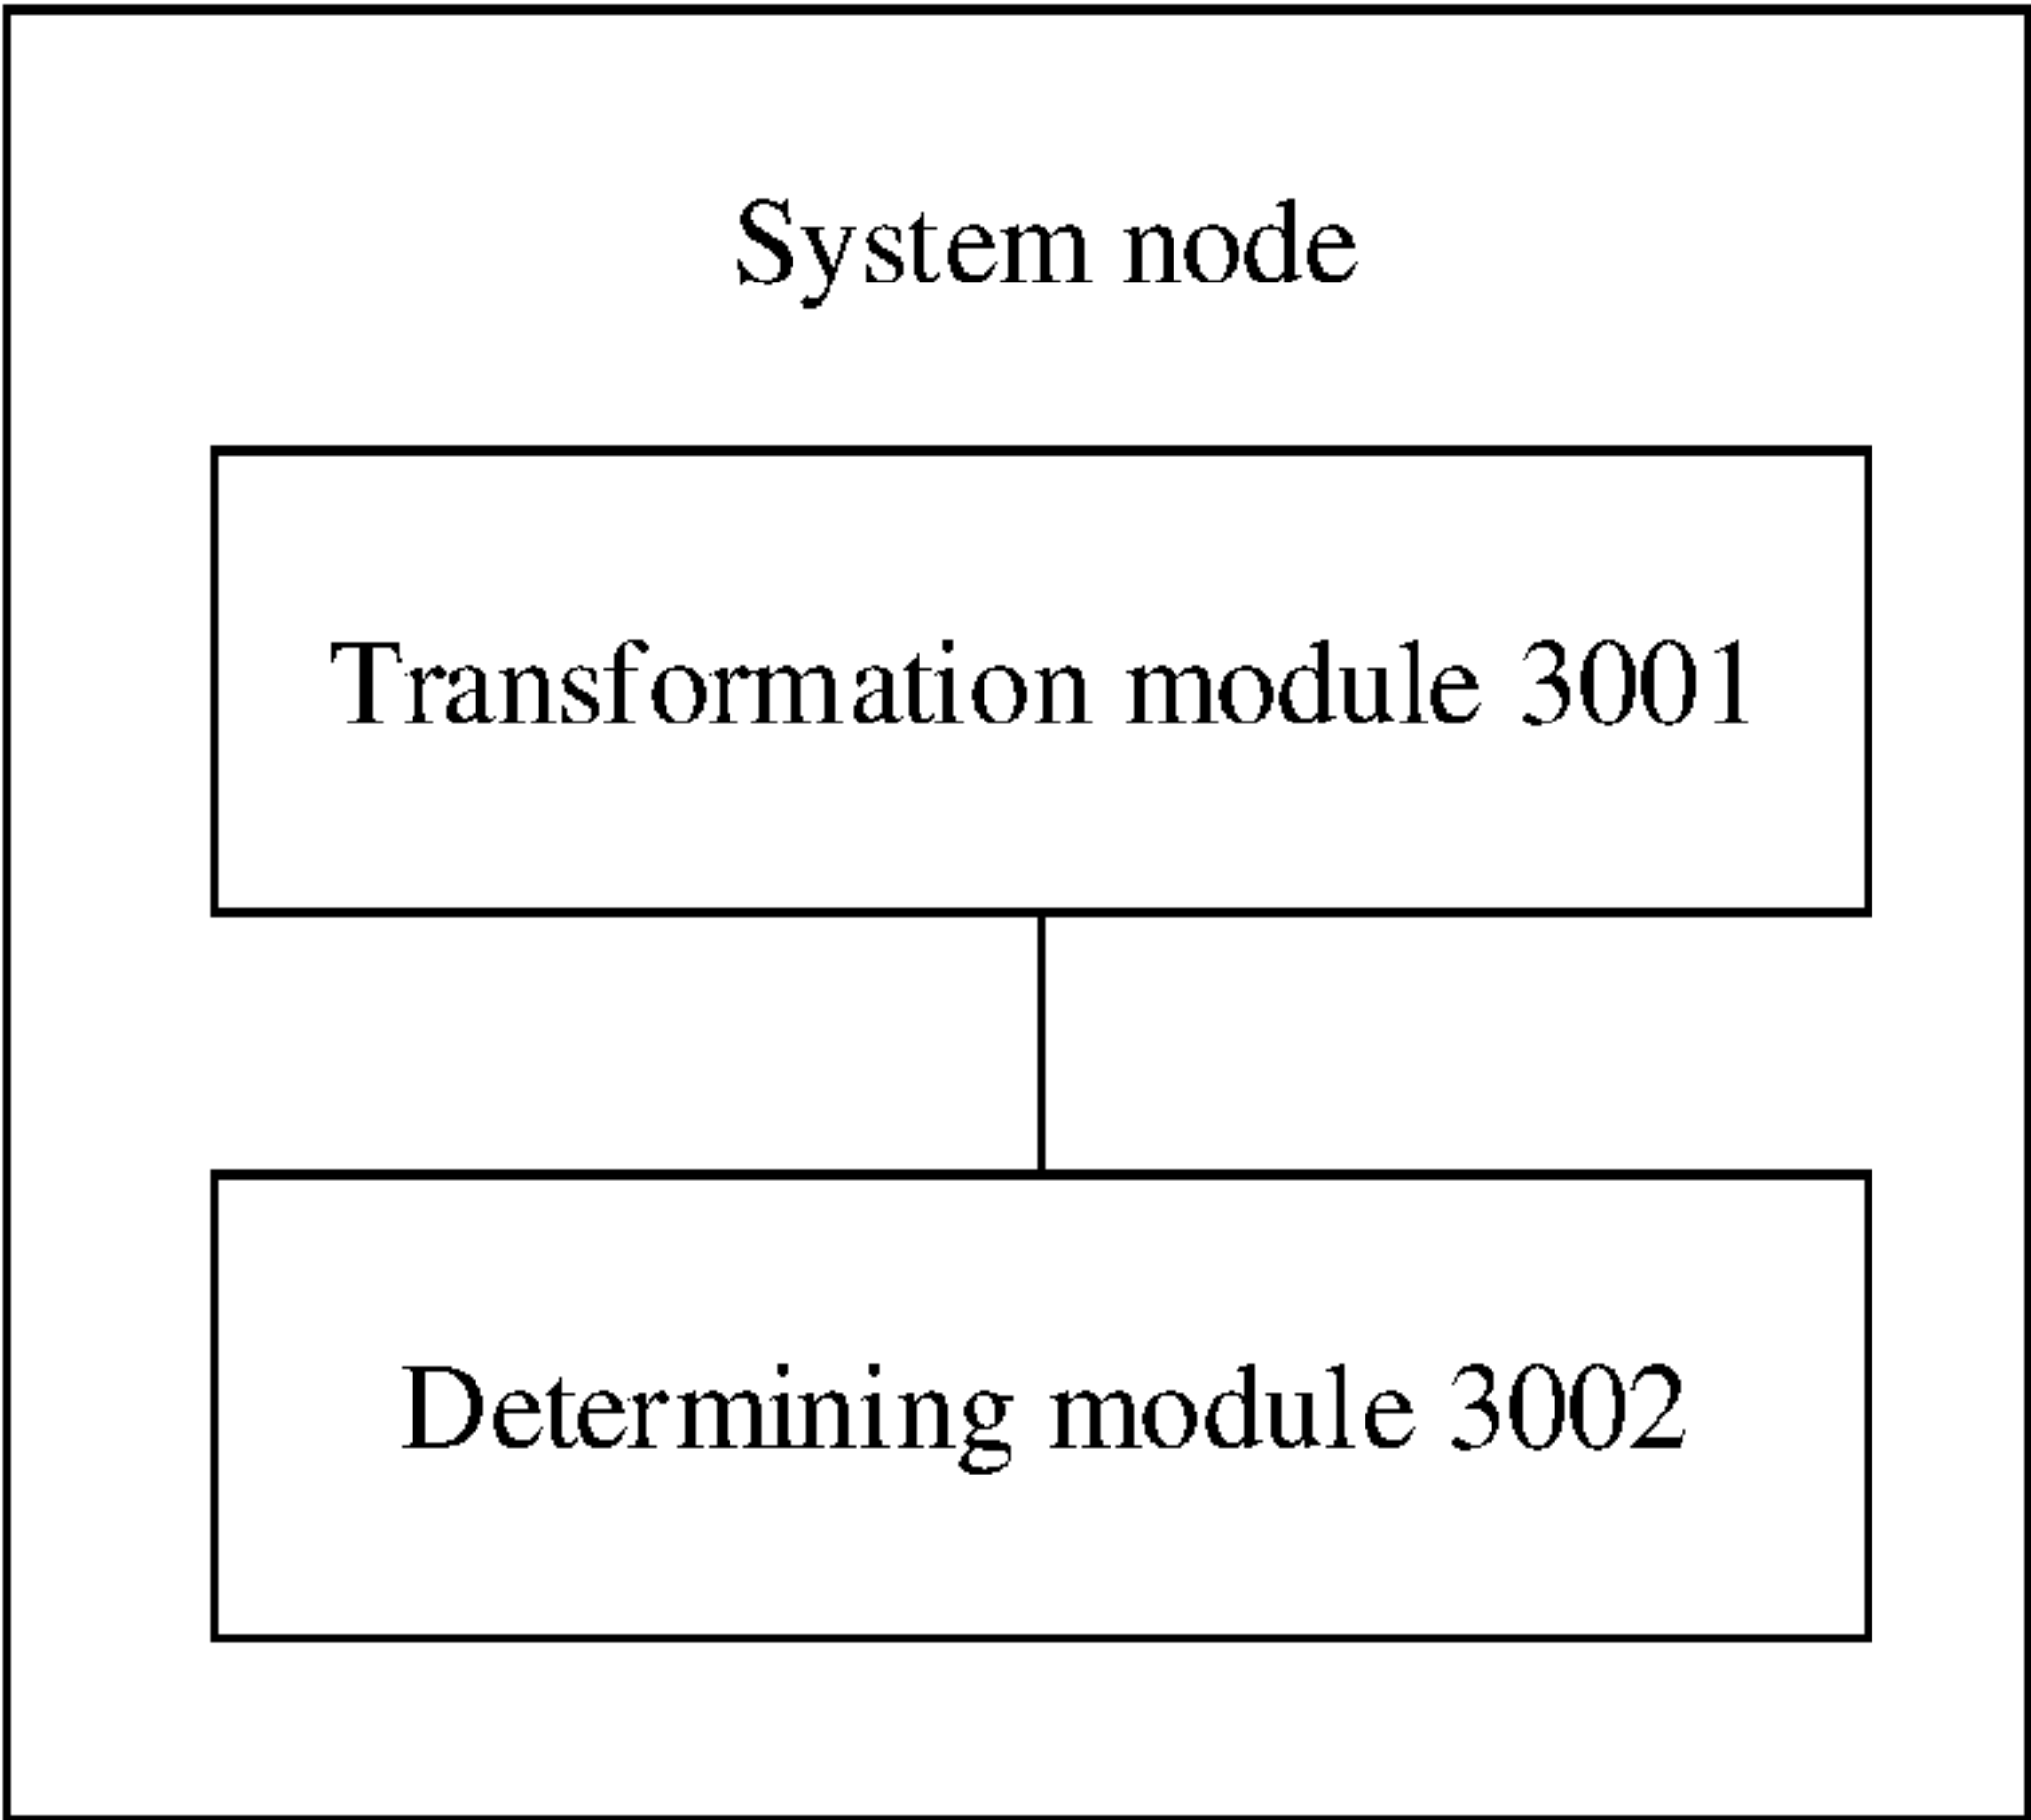 System node
Transformation module 3001
Determining module 3002